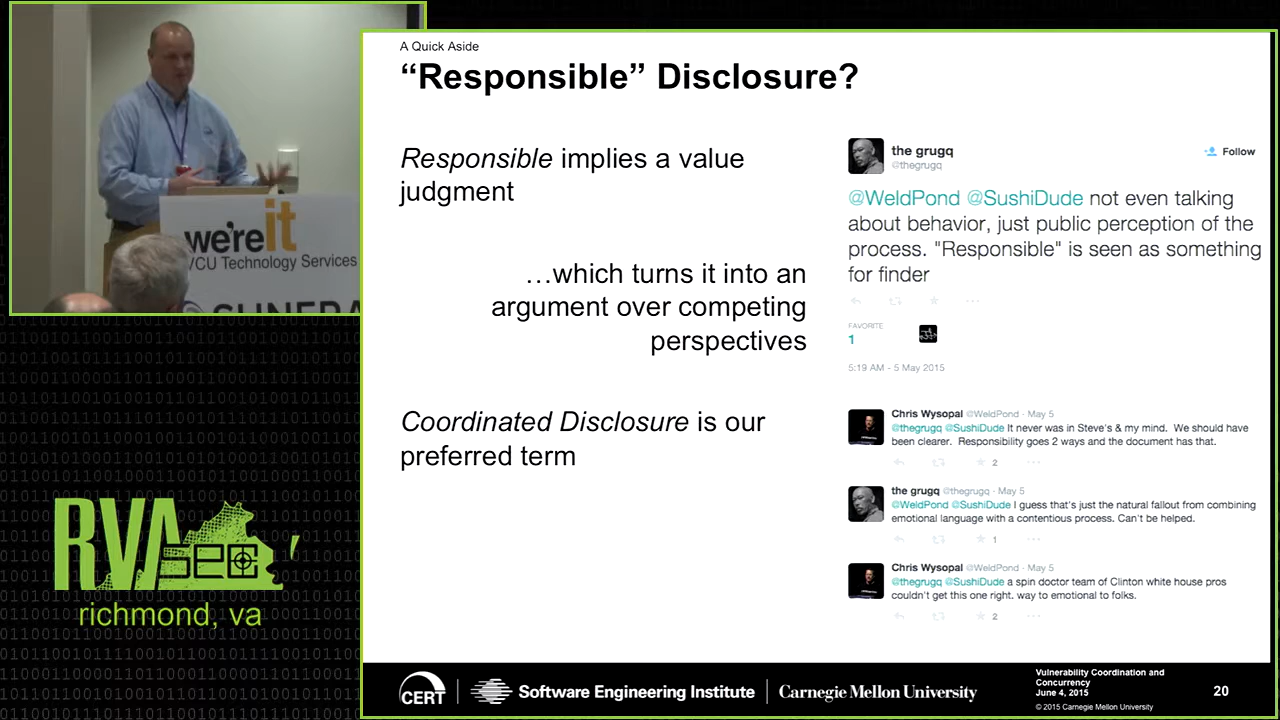 we're it
VCU Technology Services
A Quick Aside
“Responsible” Disclosure?
Responsible implies a value
judgment
…which turns it into an
argument over competing
perspectives
Coordinated Disclosure is our
preferred term
the grugq
@thegrugq
Follow
@WeldPond @SushiDude not even talking
about behavior, just public perception of the
process. "Responsible" is seen as something
for finder
FAVORITE
1
5:19 AM - 5 May 2015
Chris Wysopal @WeldPond · May 5
@thegrugq @SushiDude It never was in Steve's & my mind. We should have
been clearer. Responsibility goes 2 ways and the document has that.
2
the grugq @thegrugq · May 5
@WeldPond @SushiDude I guess that's just the natural fallout from combining
emotional language with a contentious process. Can't be helped.
1
Chris Wysopal @WeldPond · May 5
@thegrugq @SushiDude a spin doctor team of Clinton white house pros
couldn't get this one right. way to emotional to folks.
2
RVA
SEC
richmond, va
CERT
Software Engineering Institute
Carnegie Mellon University
Vulnerability Coordination and
Concurrency
June 4, 2015
© 2015 Carnegie Mellon University
20